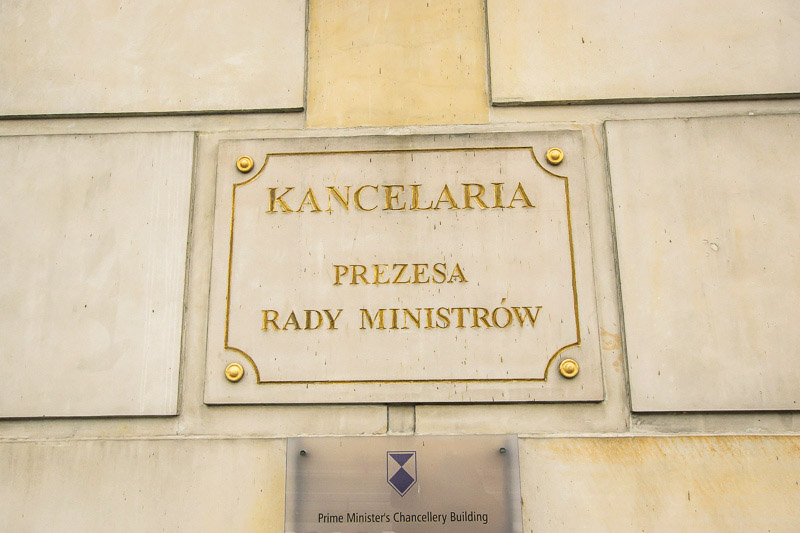 KANCELARIA
PREZESA
RADY MINISTRÓW
Prime Minister's Chancellery Building